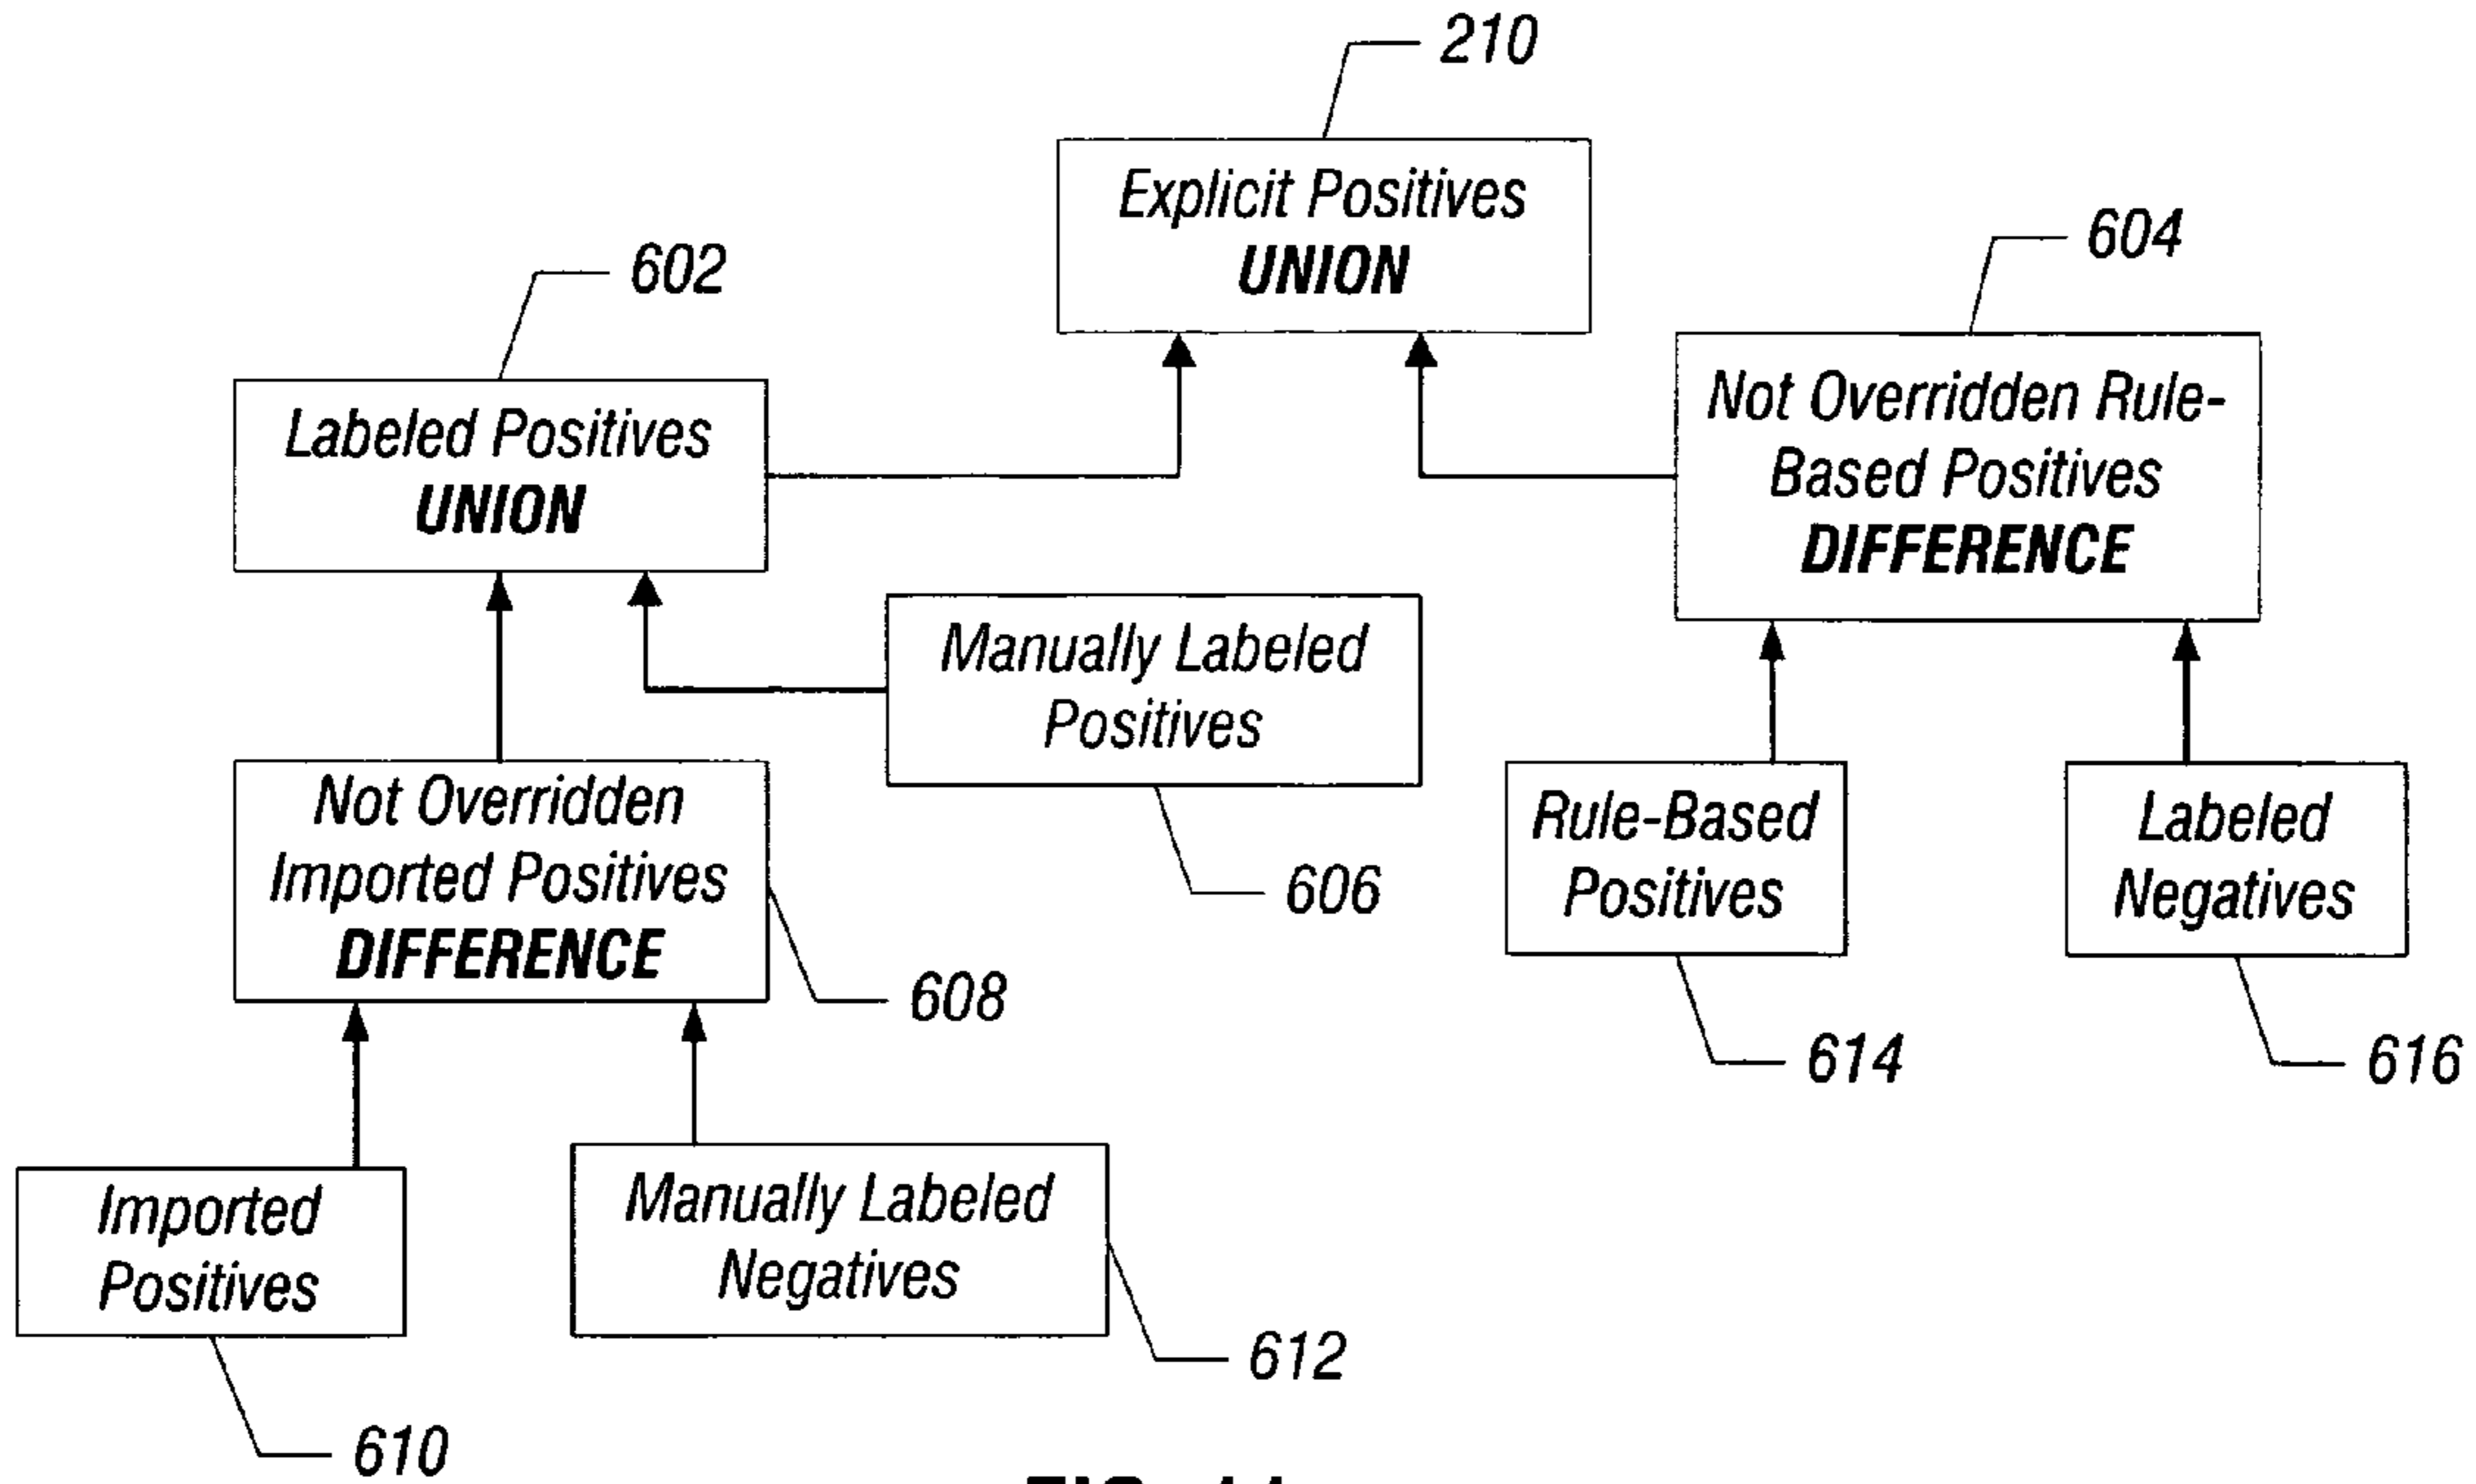 210
Explicit Positives
UNION
604
602
Not Overridden Rule-
Based Positives
DIFFERENCE
Labeled Positives
UNION
Manually Labeled
Positives
606
Not Overridden
Imported Positives
DIFFERENCE
608
Rule-Based
Positives
614
Labeled
Negatives
616
Imported
Positives
610
Manually Labeled
Negatives
612